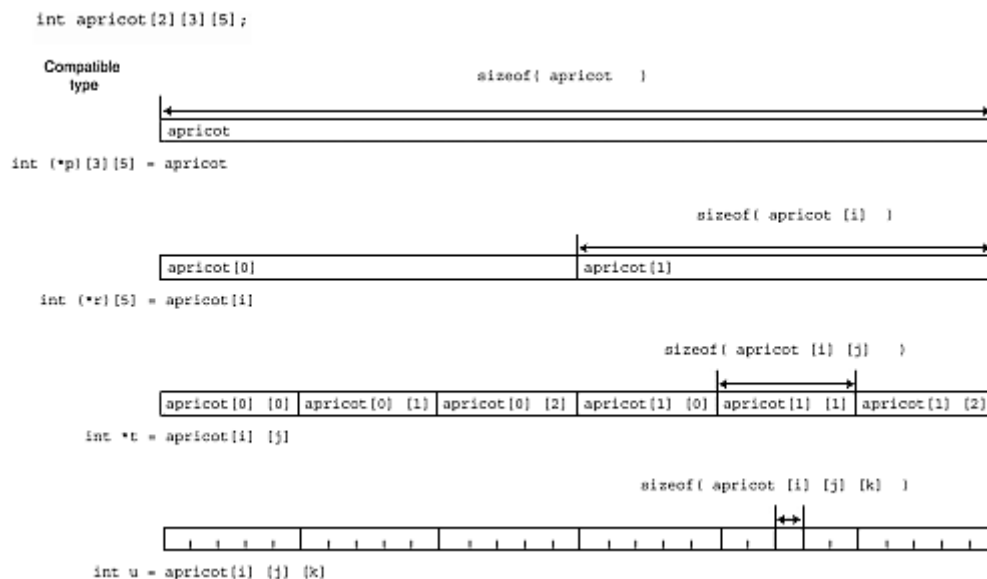 int apricot[2][3][5];
Compatible
type
sizeof( apricot )
apricot
int (*p)[3][5] = apricot
sizeof( apricot [i] )
apricot[0] apricot[1]
int (*r)[5] = apricot[i]
sizeof( apricot [i] [j] )
apricot[0] [0] apricot[0] [1] apricot[0] [2] apricot[1] [0] apricot[1] [1] apricot[1] [2]
int *t = apricot[i] [j]
sizeof( apricot [i] [j] [k] )
int u = apricot[i] [j] [k]